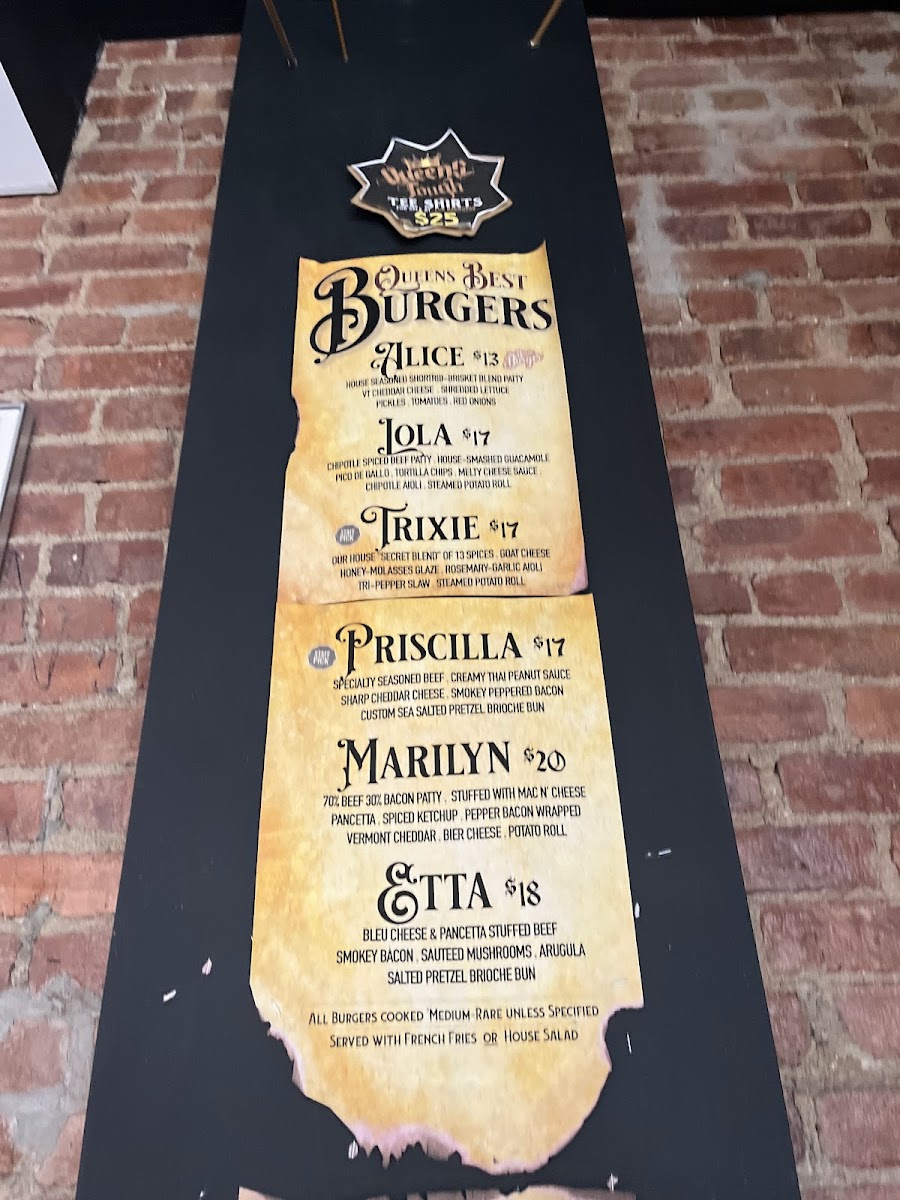 Queens
Tough
TEE SHIRTS
$25
Queens Best
Burgers
Alice $13
HOUSE SEASONED SHORTRIB-BRISKET BLEND PATTY
VT CHEDDAR CHEESE . SHREDDED LETTUCE
PICKLES . TOMATOES . RED ONIONS
Lola $17
CHIPOTLE SPICED BEEF PATTY . HOUSE-SMASHED GUACAMOLE
PICO DE GALLO . TORTILLA CHIPS . MELTY CHEESE SAUCE .
CHIPOTLE AIOLI . STEAMED POTATO ROLL
STAFF PICK
Trixie $17
OUR HOUSE "SECRET BLEND" OF 13 SPICES . GOAT CHEESE
HONEY-MOLASSES GLAZE . ROSEMARY-GARLIC AIOLI
TRI-PEPPER SLAW . STEAMED POTATO ROLL
STAFF PICK
Priscilla $17
SPECIALTY SEASONED BEEF . CREAMY THAI PEANUT SAUCE
SHARP CHEDDAR CHEESE . SMOKEY PEPPERED BACON
CUSTOM SEA SALTED PRETZEL BRIOCHE BUN
Marilyn $20
70% BEEF 30% BACON PATTY . STUFFED WITH MAC N' CHEESE
PANCETTA . SPICED KETCHUP . PEPPER BACON WRAPPED
VERMONT CHEDDAR . BIER CHEESE . POTATO ROLL
Etta $18
BLEU CHEESE & PANCETTA STUFFED BEEF
SMOKEY BACON . SAUTEED MUSHROOMS . ARUGULA
SALTED PRETZEL BRIOCHE BUN
All Burgers cooked Medium-Rare unless Specified
Served with French Fries or House Salad